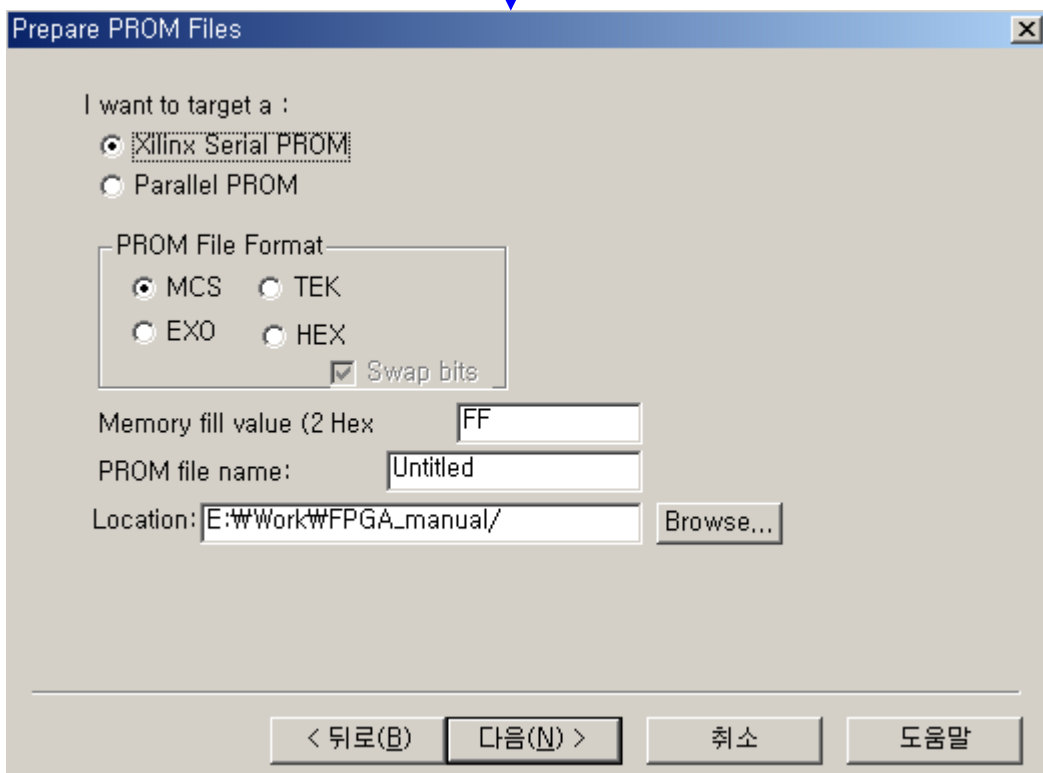 Prepare PROM Files
I want to target a :
Xilinx Serial PROM
Parallel PROM
PROM File Format
MCS TEK
EXO HEX
Swap bits
Memory fill value (2 Hex FF
PROM file name: Untitled
Location: E:₩Work₩FPGA_manual/ Browse...
< 뒤로(B) 다음(N) > 취소 도움말